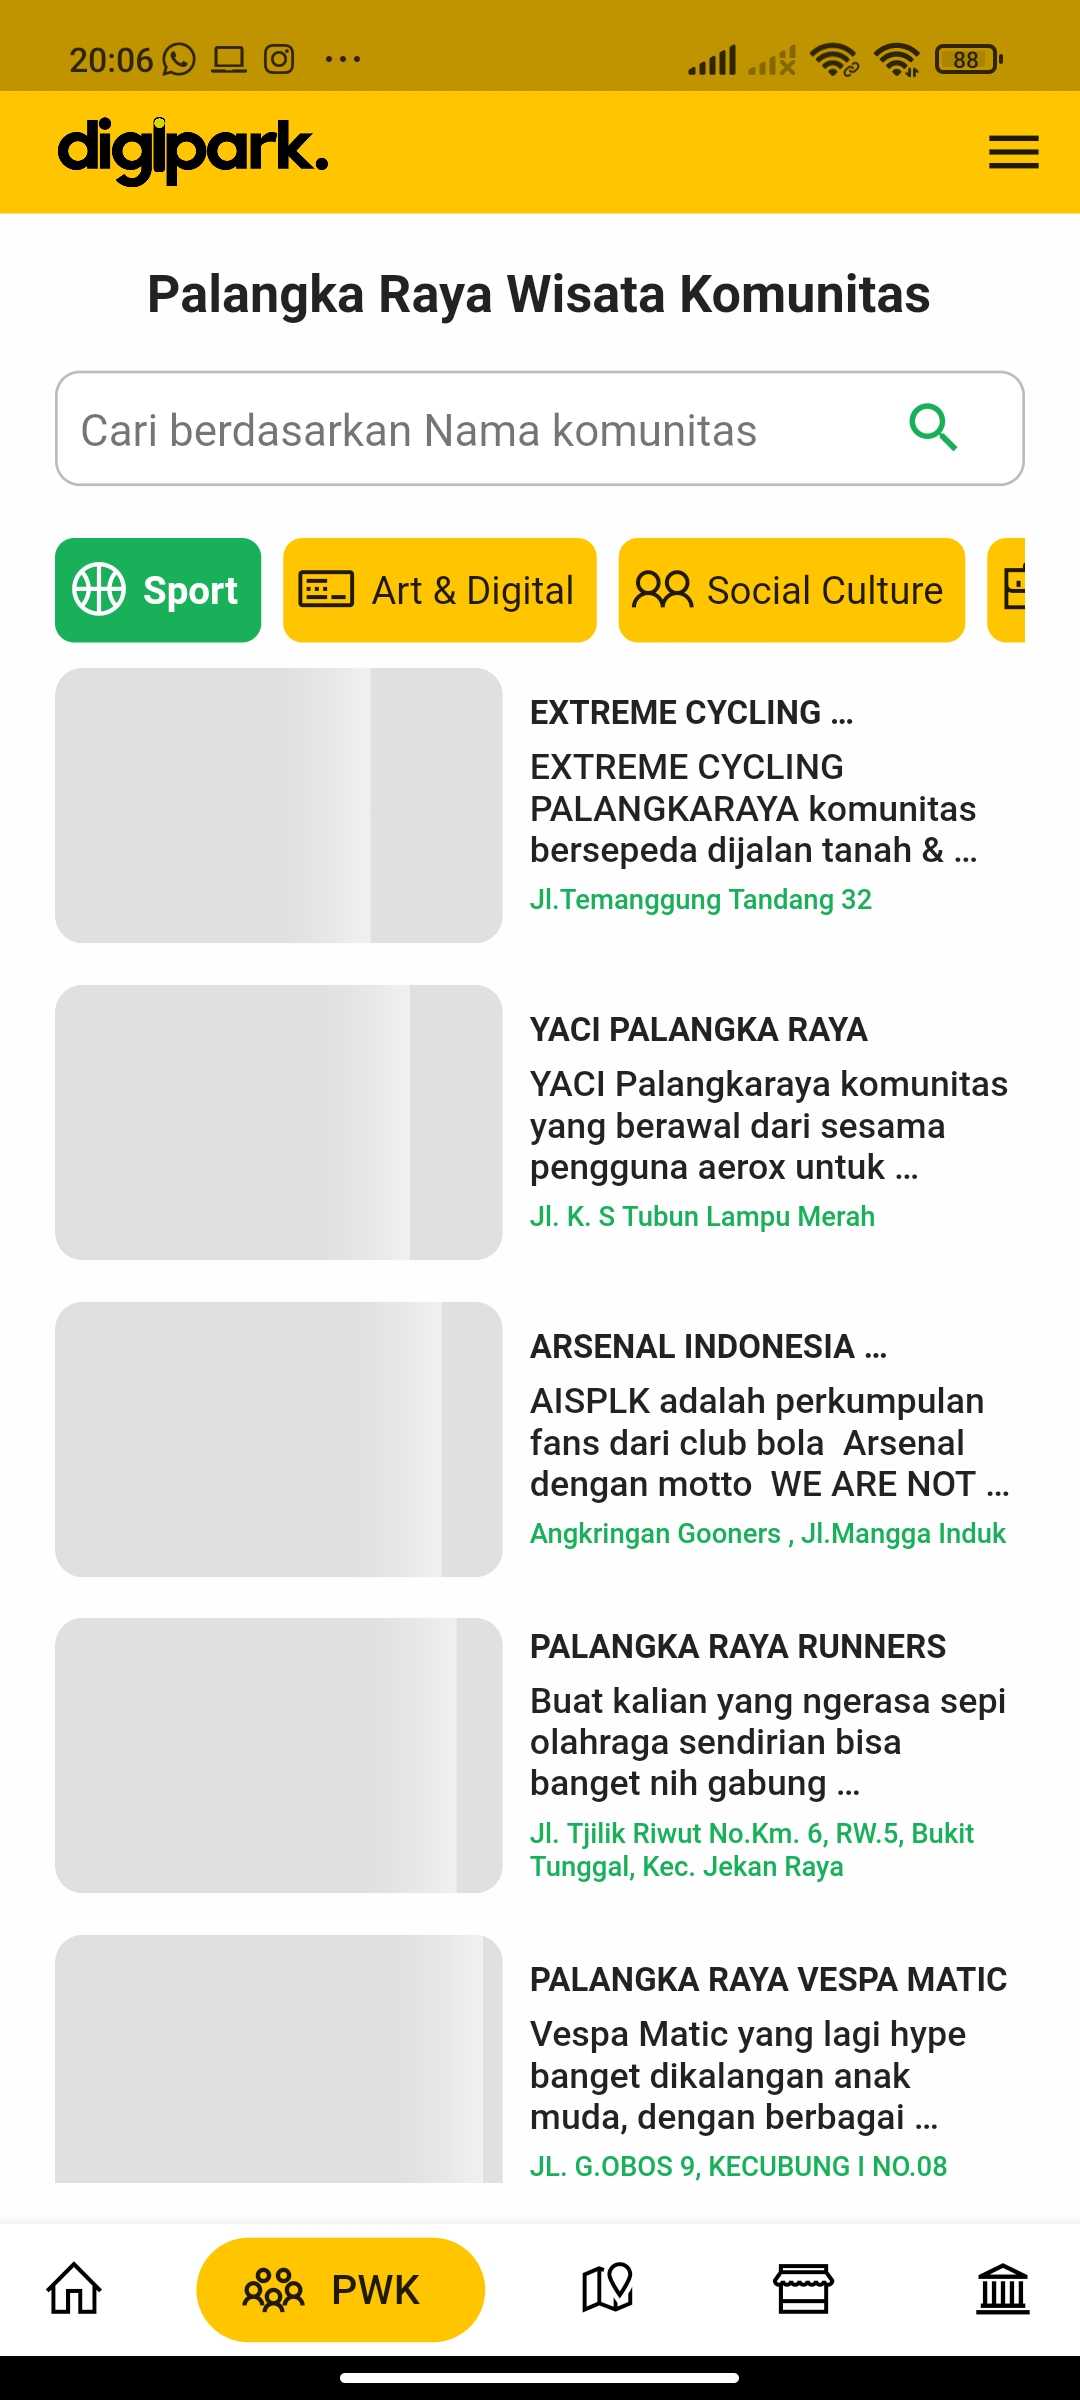 20:06
88
digipark.
Palangka Raya Wisata Komunitas
Cari berdasarkan Nama komunitas
Sport
Art & Digital
Social Culture
EXTREME CYCLING ...
EXTREME CYCLING
PALANGKARAYA komunitas
bersepeda dijalan tanah & ...
Jl.Temanggung Tandang 32
YACI PALANGKA RAYA
YACI Palangkaraya komunitas
yang berawal dari sesama
pengguna aerox untuk ...
Jl. K. S Tubun Lampu Merah
ARSENAL INDONESIA ...
AISPLK adalah perkumpulan
fans dari club bola  Arsenal
dengan motto  WE ARE NOT ...
Angkringan Gooners , Jl.Mangga Induk
PALANGKA RAYA RUNNERS
Buat kalian yang ngerasa sepi
olahraga sendirian bisa
banget nih gabung ...
Jl. Tjilik Riwut No.Km. 6, RW.5, Bukit
Tunggal, Kec. Jekan Raya
PALANGKA RAYA VESPA MATIC
Vespa Matic yang lagi hype
banget dikalangan anak
muda, dengan berbagai ...
JL. G.OBOS 9, KECUBUNG I NO.08
PWK